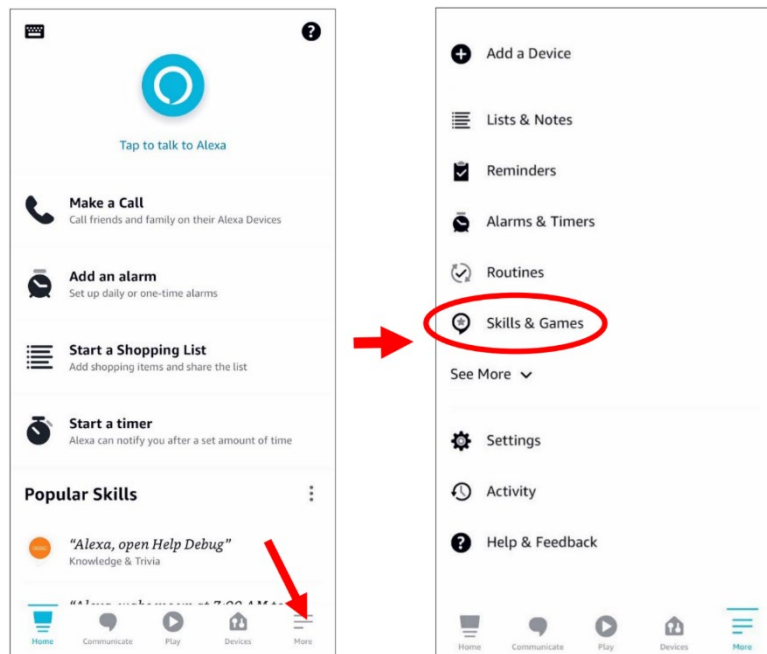 Tap to talk to Alexa
Make a Call
Call friends and family on their Alexa Devices
Add an alarm
Set up daily or one-time alarms
Start a Shopping List
Add shopping items and share the list
Start a timer
Alexa can notify you after a set amount of time
Popular Skills
"Alexa, open Help Debug"
Knowledge & Trivia
Home
Communicate
Play
Devices
More
Add a Device
Lists & Notes
Reminders
Alarms & Timers
Routines
Skills & Games
See More
Settings
Activity
Help & Feedback
Home
Communicate
Play
Devices
More